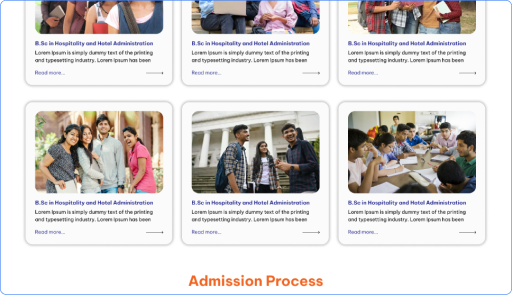 B.Sc in Hospitality and Hotel Administration
Lorem Ipsum is simply dummy text of the printing
and typesetting industry. Lorem Ipsum has been
Read more...
B.Sc in Hospitality and Hotel Administration
Lorem Ipsum is simply dummy text of the printing
and typesetting industry. Lorem Ipsum has been
Read more...
B.Sc in Hospitality and Hotel Administration
Lorem Ipsum is simply dummy text of the printing
and typesetting industry. Lorem Ipsum has been
Read more...
B.Sc in Hospitality and Hotel Administration
Lorem Ipsum is simply dummy text of the printing
and typesetting industry. Lorem Ipsum has been
Read more...
B.Sc in Hospitality and Hotel Administration
Lorem Ipsum is simply dummy text of the printing
and typesetting industry. Lorem Ipsum has been
Read more...
B.Sc in Hospitality and Hotel Administration
Lorem Ipsum is simply dummy text of the printing
and typesetting industry. Lorem Ipsum has been
Read more...
Admission Process